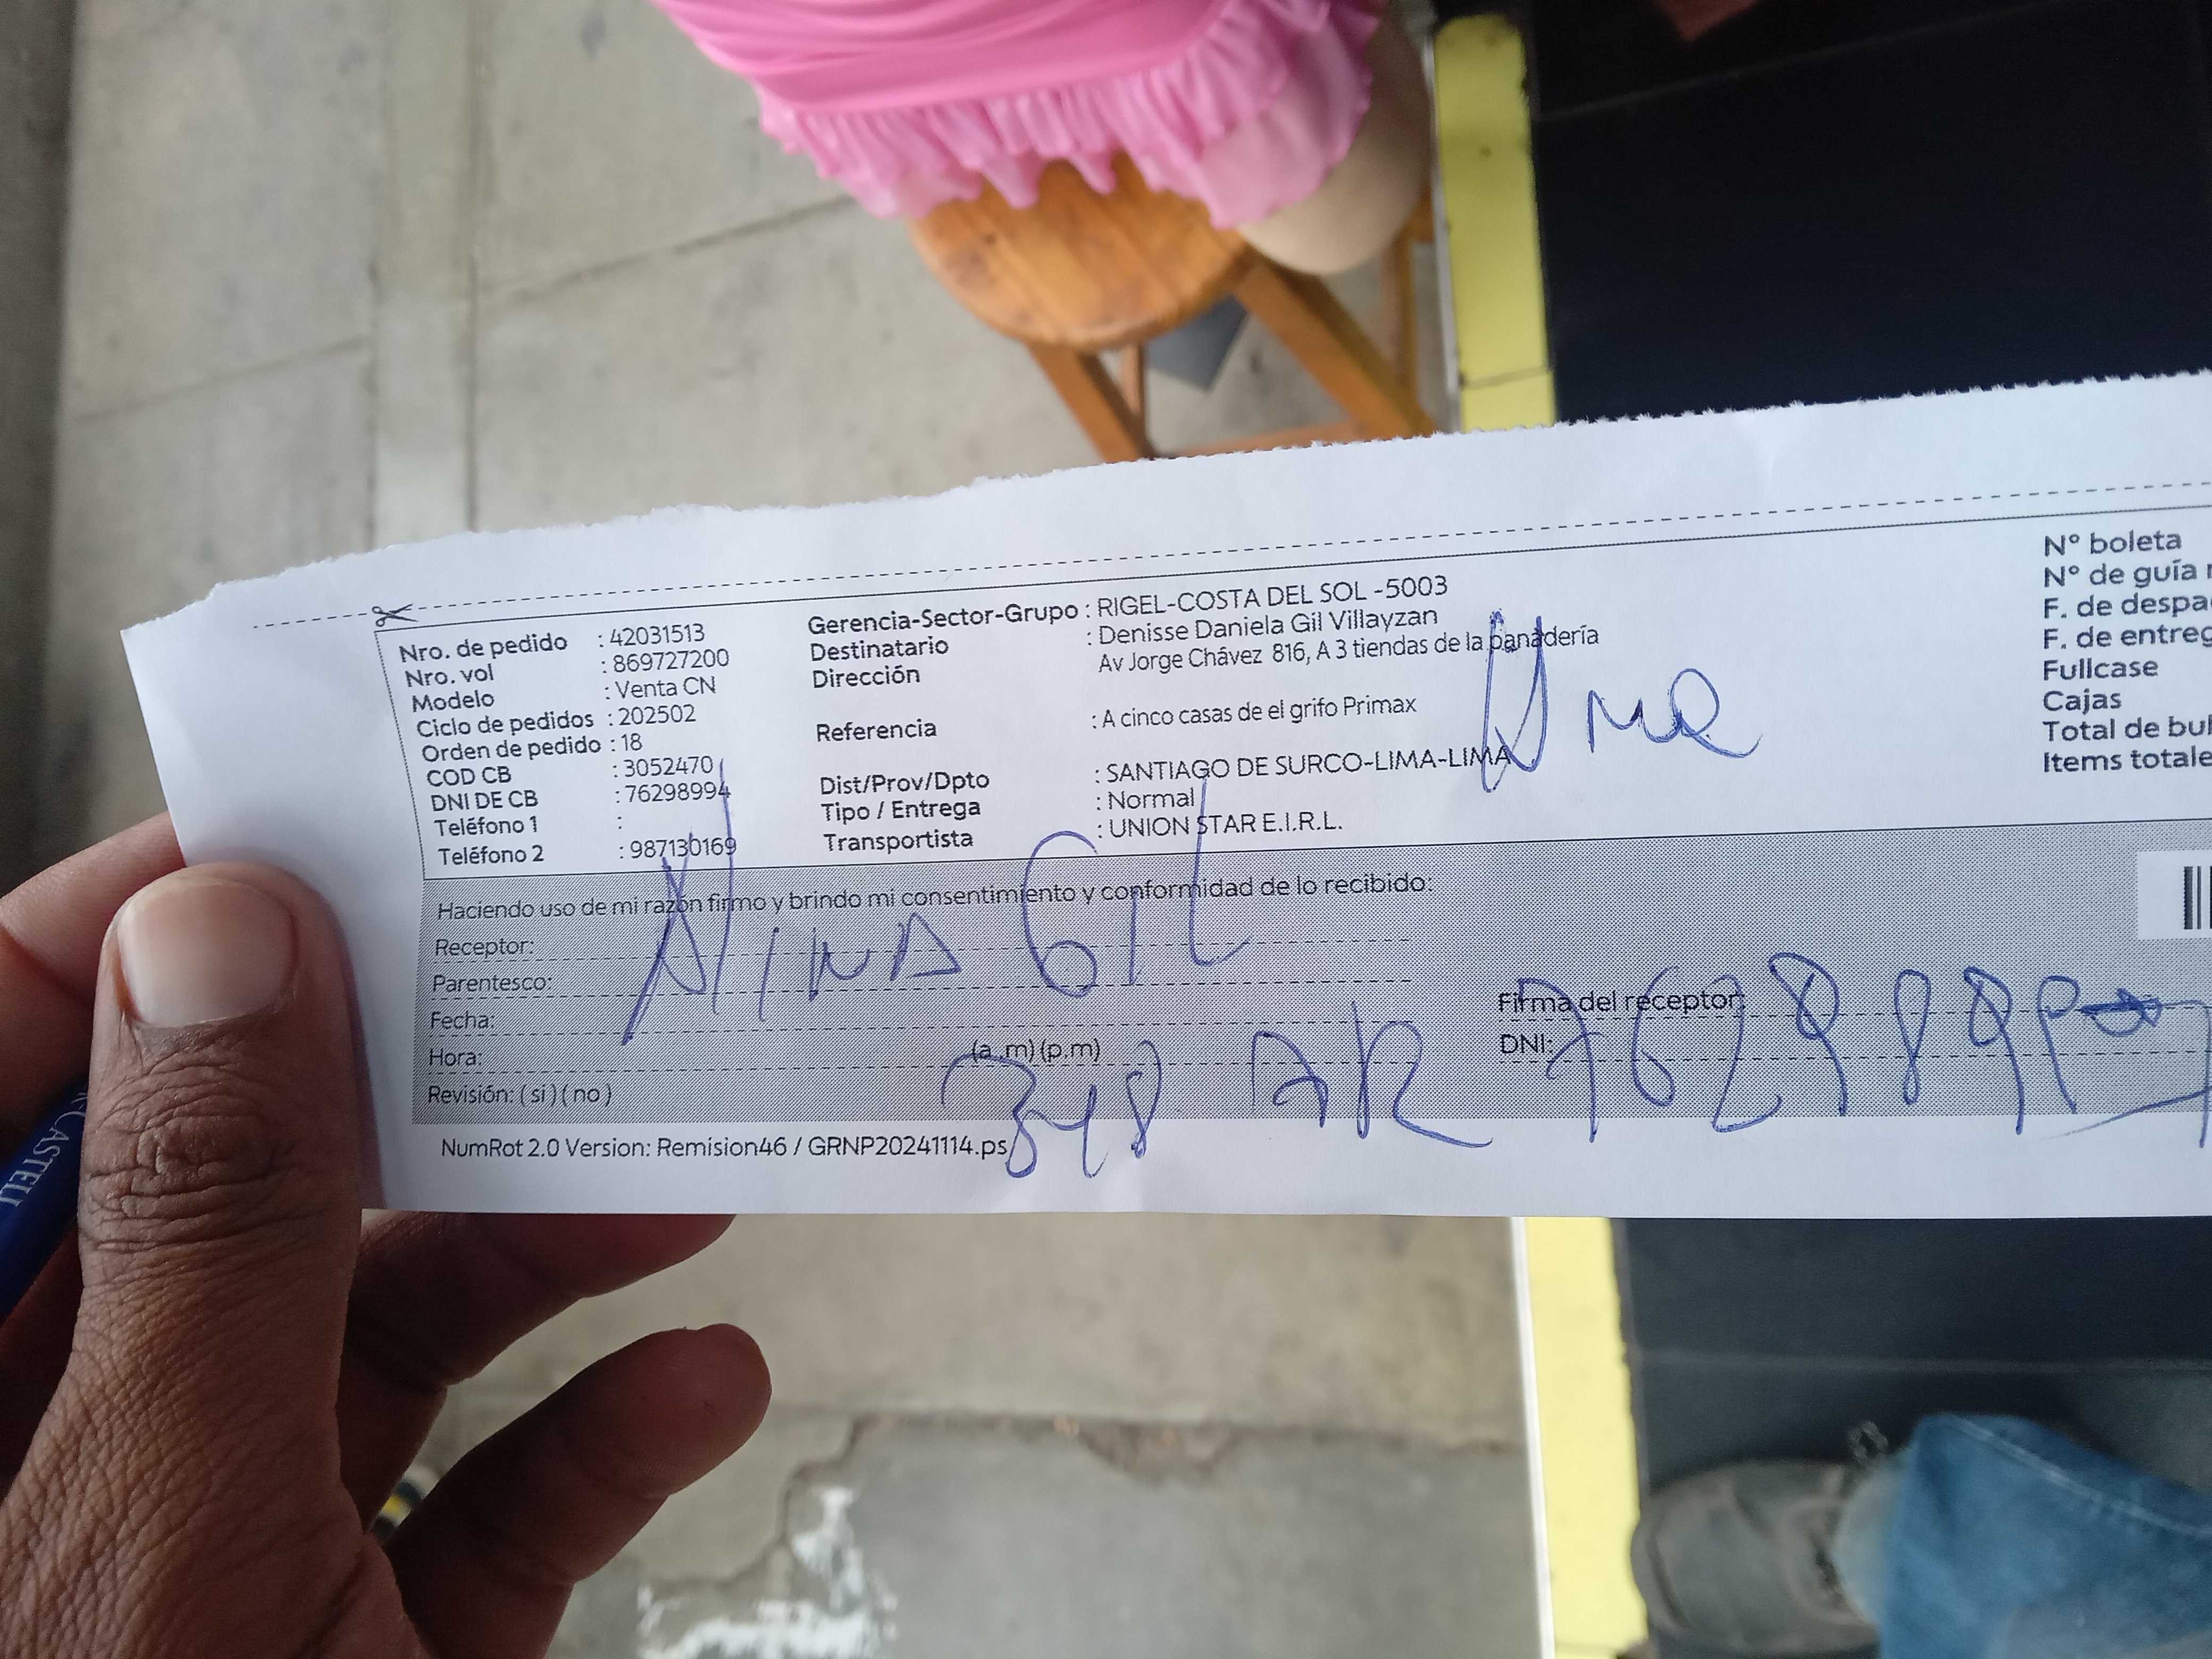 Nro. de pedido : 42031513
Nro. vol : 869727200
Modelo : Venta CN
Ciclo de pedidos : 202502
Orden de pedido : 18
COD CB : 3052470
DNI DE CB : 76298994
Teléfono 1 :
Teléfono 2 : 987130169
Gerencia-Sector-Grupo : RIGEL-COSTA DEL SOL -5003
Destinatario : Denisse Daniela Gil Villayzan
Dirección Av Jorge Chávez 816, A 3 tiendas de la panadería
Referencia : A cinco casas de el grifo Primax
Dist/Prov/Dpto : SANTIAGO DE SURCO-LIMA-LIMA
Tipo / Entrega : Normal
Transportista : UNION STAR E.I.R.L.
N° boleta
N° de guía
F. de
F. de
Fullcase
Cajas
Total de
Items
Haciendo uso de mi razón firmo y brindo mi consentimiento y conformidad de lo recibido:
Receptor:
NINA GIL
Parentesco:
Fecha:
Hora: (a.m)(p.m)
Revisión: (si)(no)
Firma del receptor:
DNI:
348
NumRot 2.0 Version: Remision46 / GRNP20241114.ps